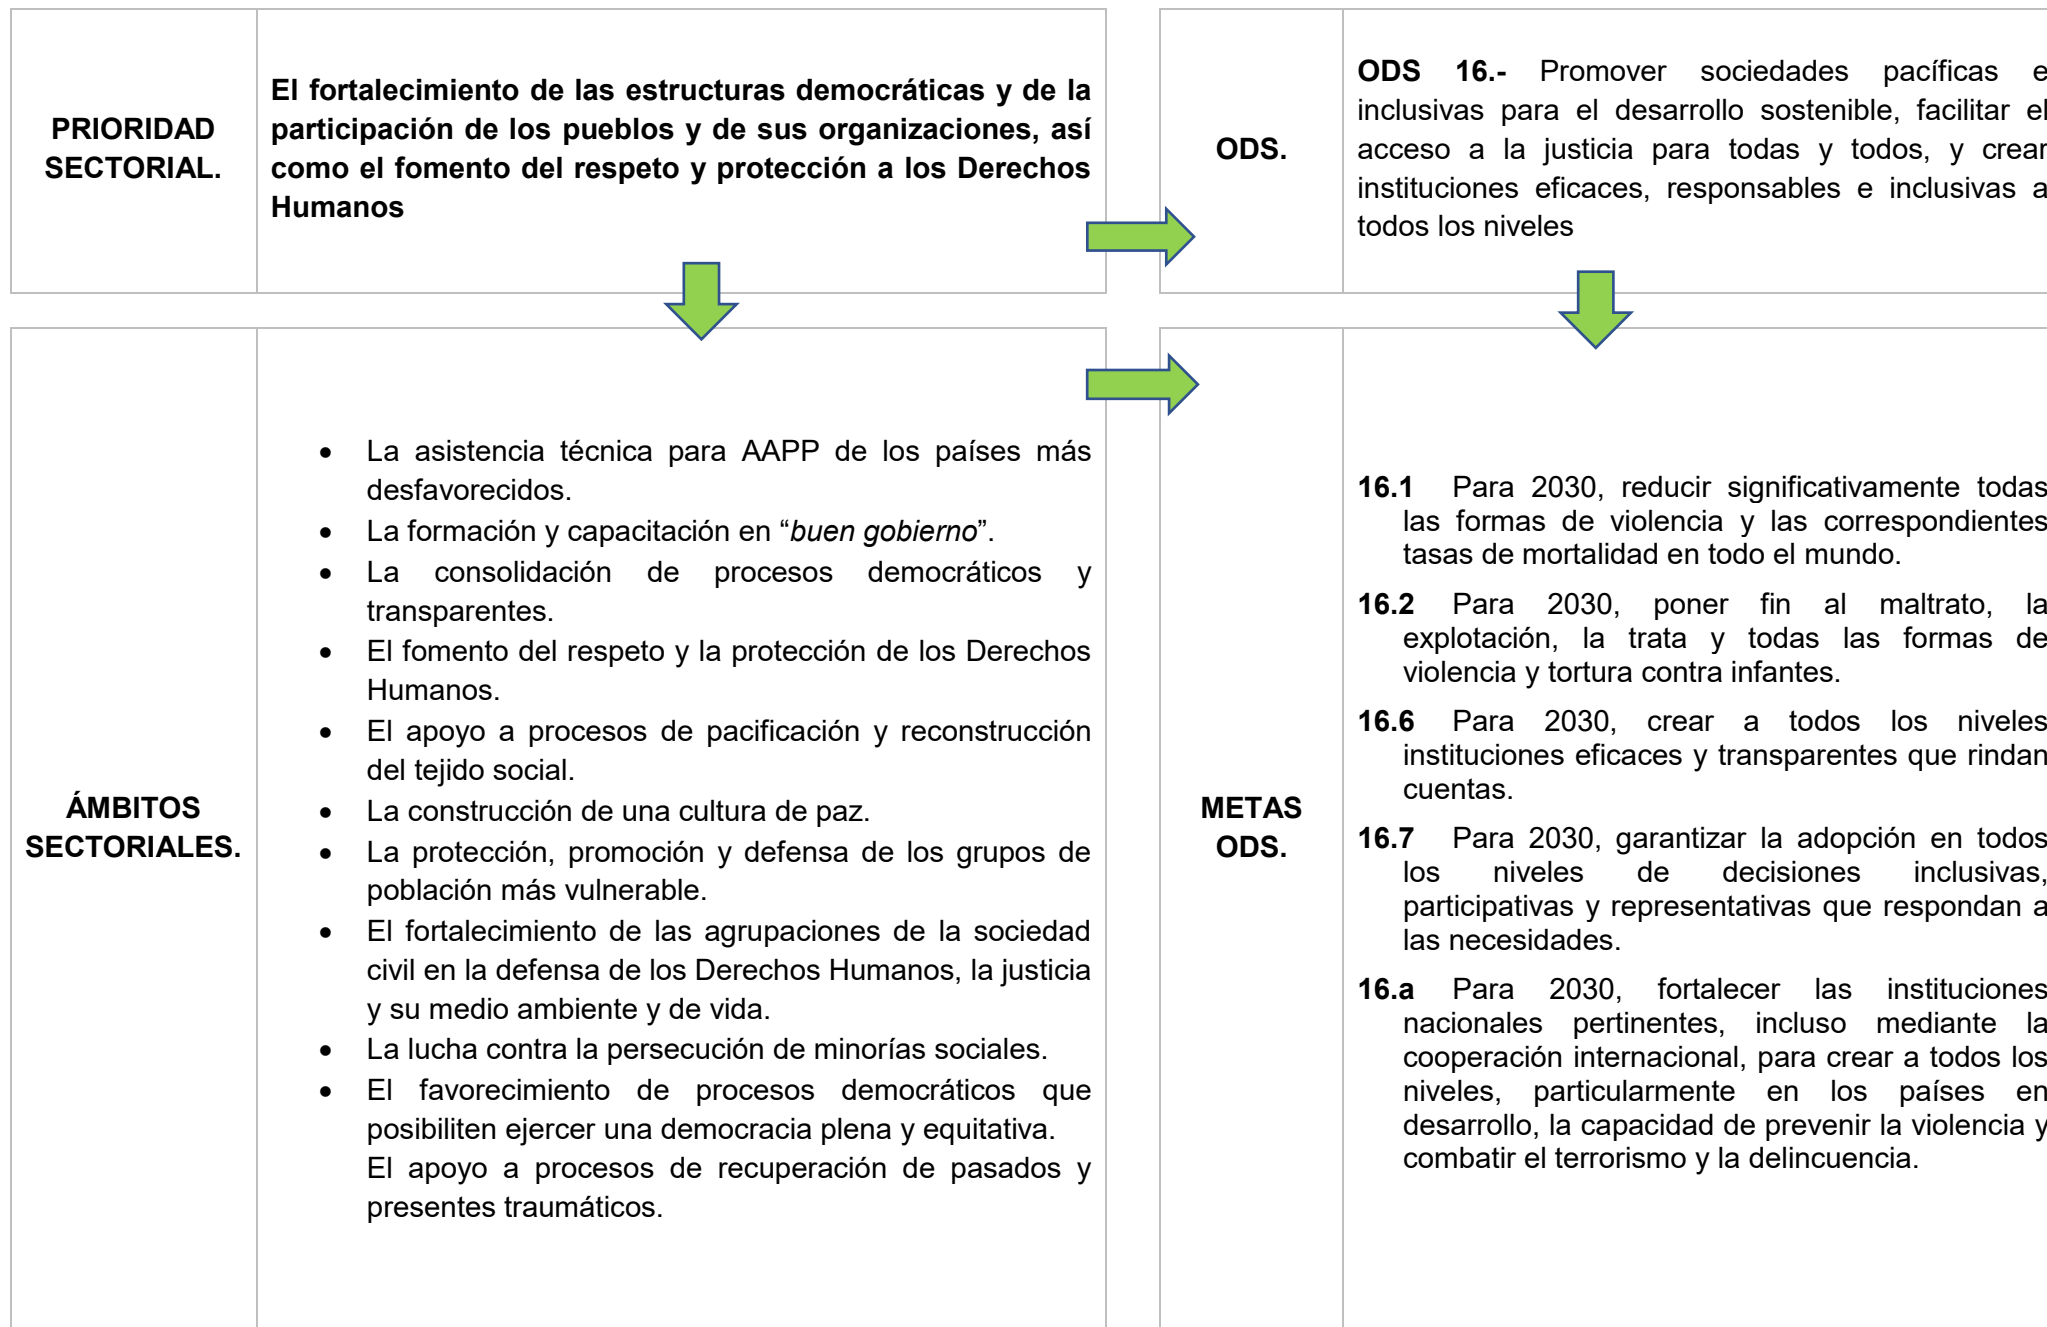 PRIORIDAD
SECTORIAL.
El fortalecimiento de las estructuras democráticas y de la
participación de los pueblos y de sus organizaciones, así
como el fomento del respeto y protección a los Derechos
Humanos
ODS.
ODS 16.- Promover sociedades pacíficas e
inclusivas para el desarrollo sostenible, facilitar el
acceso a la justicia para todas y todos, y crear
instituciones eficaces, responsables e inclusivas a
todos los niveles
ÁMBITOS
SECTORIALES.
• La asistencia técnica para AAPP de los países más
desfavorecidos.
• La formación y capacitación en “buen gobierno”.
• La consolidación de procesos democráticos y
transparentes.
• El fomento del respeto y la protección de los Derechos
Humanos.
• El apoyo a procesos de pacificación y reconstrucción
del tejido social.
• La construcción de una cultura de paz.
• La protección, promoción y defensa de los grupos de
población más vulnerable.
• El fortalecimiento de las agrupaciones de la sociedad
civil en la defensa de los Derechos Humanos, la justicia
y su medio ambiente y de vida.
• La lucha contra la persecución de minorías sociales.
• El favorecimiento de procesos democráticos que
posibiliten ejercer una democracia plena y equitativa.
El apoyo a procesos de recuperación de pasados y
presentes traumáticos.
METAS
ODS.
16.1 Para 2030, reducir significativamente todas
las formas de violencia y las correspondientes
tasas de mortalidad en todo el mundo.
16.2 Para 2030, poner fin al maltrato, la
explotación, la trata y todas las formas de
violencia y tortura contra infantes.
16.6 Para 2030, crear a todos los niveles
instituciones eficaces y transparentes que rindan
cuentas.
16.7 Para 2030, garantizar la adopción en todos
los niveles de decisiones inclusivas,
participativas y representativas que respondan a
las necesidades.
16.a Para 2030, fortalecer las instituciones
nacionales pertinentes, incluso mediante la
cooperación internacional, para crear a todos los
niveles, particularmente en los países en
desarrollo, la capacidad de prevenir la violencia y
combatir el terrorismo y la delincuencia.